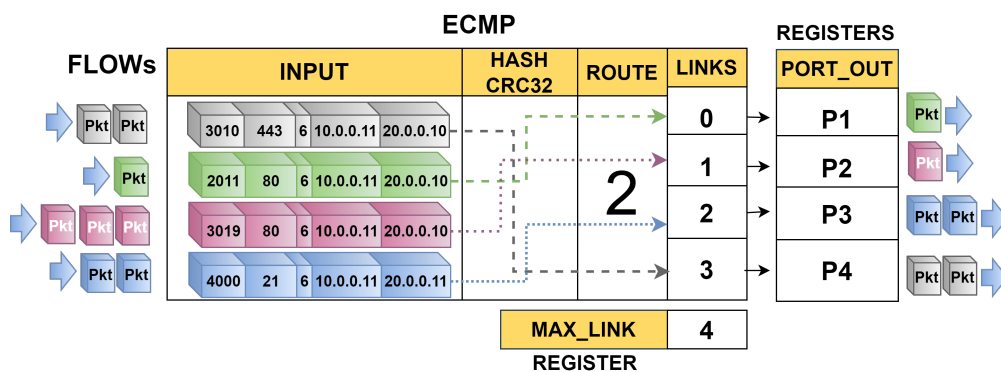 ECMP
REGISTERS
FLOWs
INPUT
HASH
CRC32
ROUTE
LINKS
PORT_OUT
Pkt Pkt
3010 443 6 10.0.0.11 20.0.0.10
0
P1
Pkt
Pkt
2011 80 6 10.0.0.11 20.0.0.10
1
P2
Pkt
Pkt Pkt Pkt
3019 80 6 10.0.0.11 20.0.0.10
2
2
P3
Pkt Pkt
Pkt Pkt
4000 21 6 10.0.0.11 20.0.0.11
3
P4
Pkt Pkt
MAX_LINK
4
REGISTER